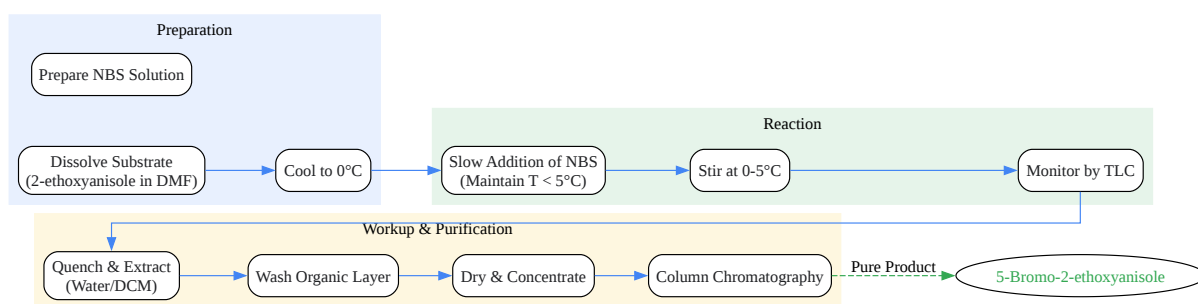 Preparation
Prepare NBS Solution
Dissolve Substrate
(2-ethoxyanisole in DMF)
Cool to 0°C
Reaction
Slow Addition of NBS
(Maintain T < 5°C)
Stir at 0-5°C
Monitor by TLC
Workup & Purification
Quench & Extract
(Water/DCM)
Wash Organic Layer
Dry & Concentrate
Column Chromatography
Pure Product
5-Bromo-2-ethoxyanisole